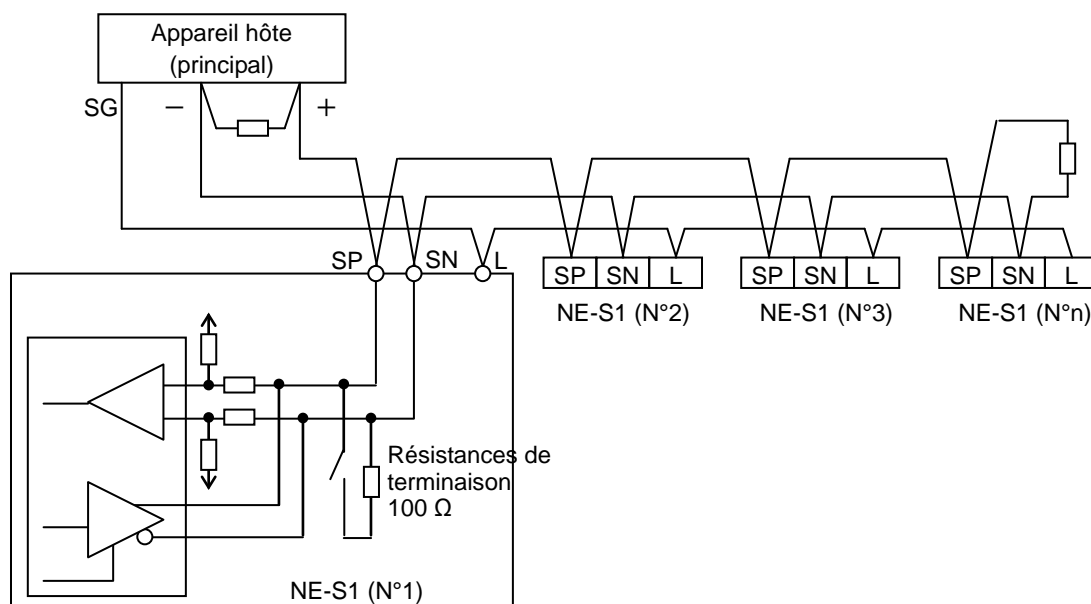 Appareil hôte
(principal)
SG − +
SP SN L
SP SN L
SP SN L
SP SN L
NE-S1 (N°2)
NE-S1 (N°3)
NE-S1 (N°n)
Résistances de
terminaison
100 Ω
NE-S1 (N°1)